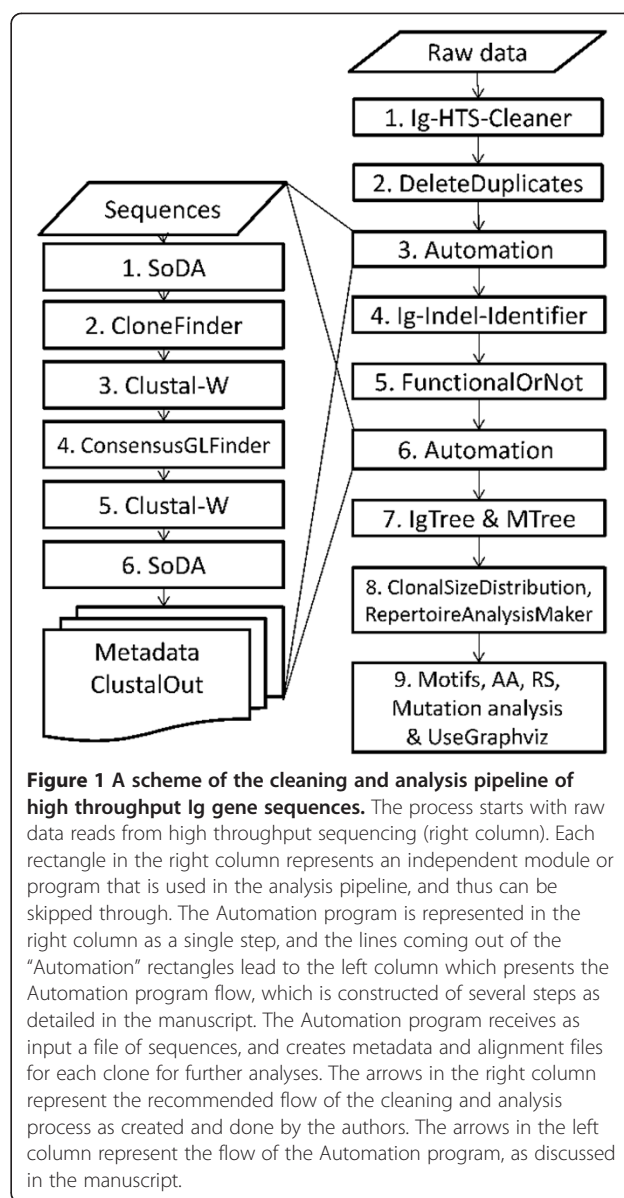 Raw data
1. Ig-HTS-Cleaner
2. DeleteDuplicates
3. Automation
4. Ig-Indel-Identifier
5. FunctionalOrNot
6. Automation
7. IgTree & MTree
8. ClonalSizeDistribution,
RepertoireAnalysisMaker
9. Motifs, AA, RS,
Mutation analysis
& UseGraphviz
Sequences
1. SoDA
2. CloneFinder
3. Clustal-W
4. ConsensusGLFinder
5. Clustal-W
6. SoDA
Metadata
ClustalOut
Figure 1 A scheme of the cleaning and analysis pipeline of
high throughput Ig gene sequences. The process starts with raw
data reads from high throughput sequencing (right column). Each
rectangle in the right column represents an independent module or
program that is used in the analysis pipeline, and thus can be
skipped through. The Automation program is represented in the
right column as a single step, and the lines coming out of the
“Automation” rectangles lead to the left column which presents the
Automation program flow, which is constructed of several steps as
detailed in the manuscript. The Automation program receives as
input a file of sequences, and creates metadata and alignment files
for each clone for further analyses. The arrows in the right column
represent the recommended flow of the cleaning and analysis
process as created and done by the authors. The arrows in the left
column represent the flow of the Automation program, as discussed
in the manuscript.